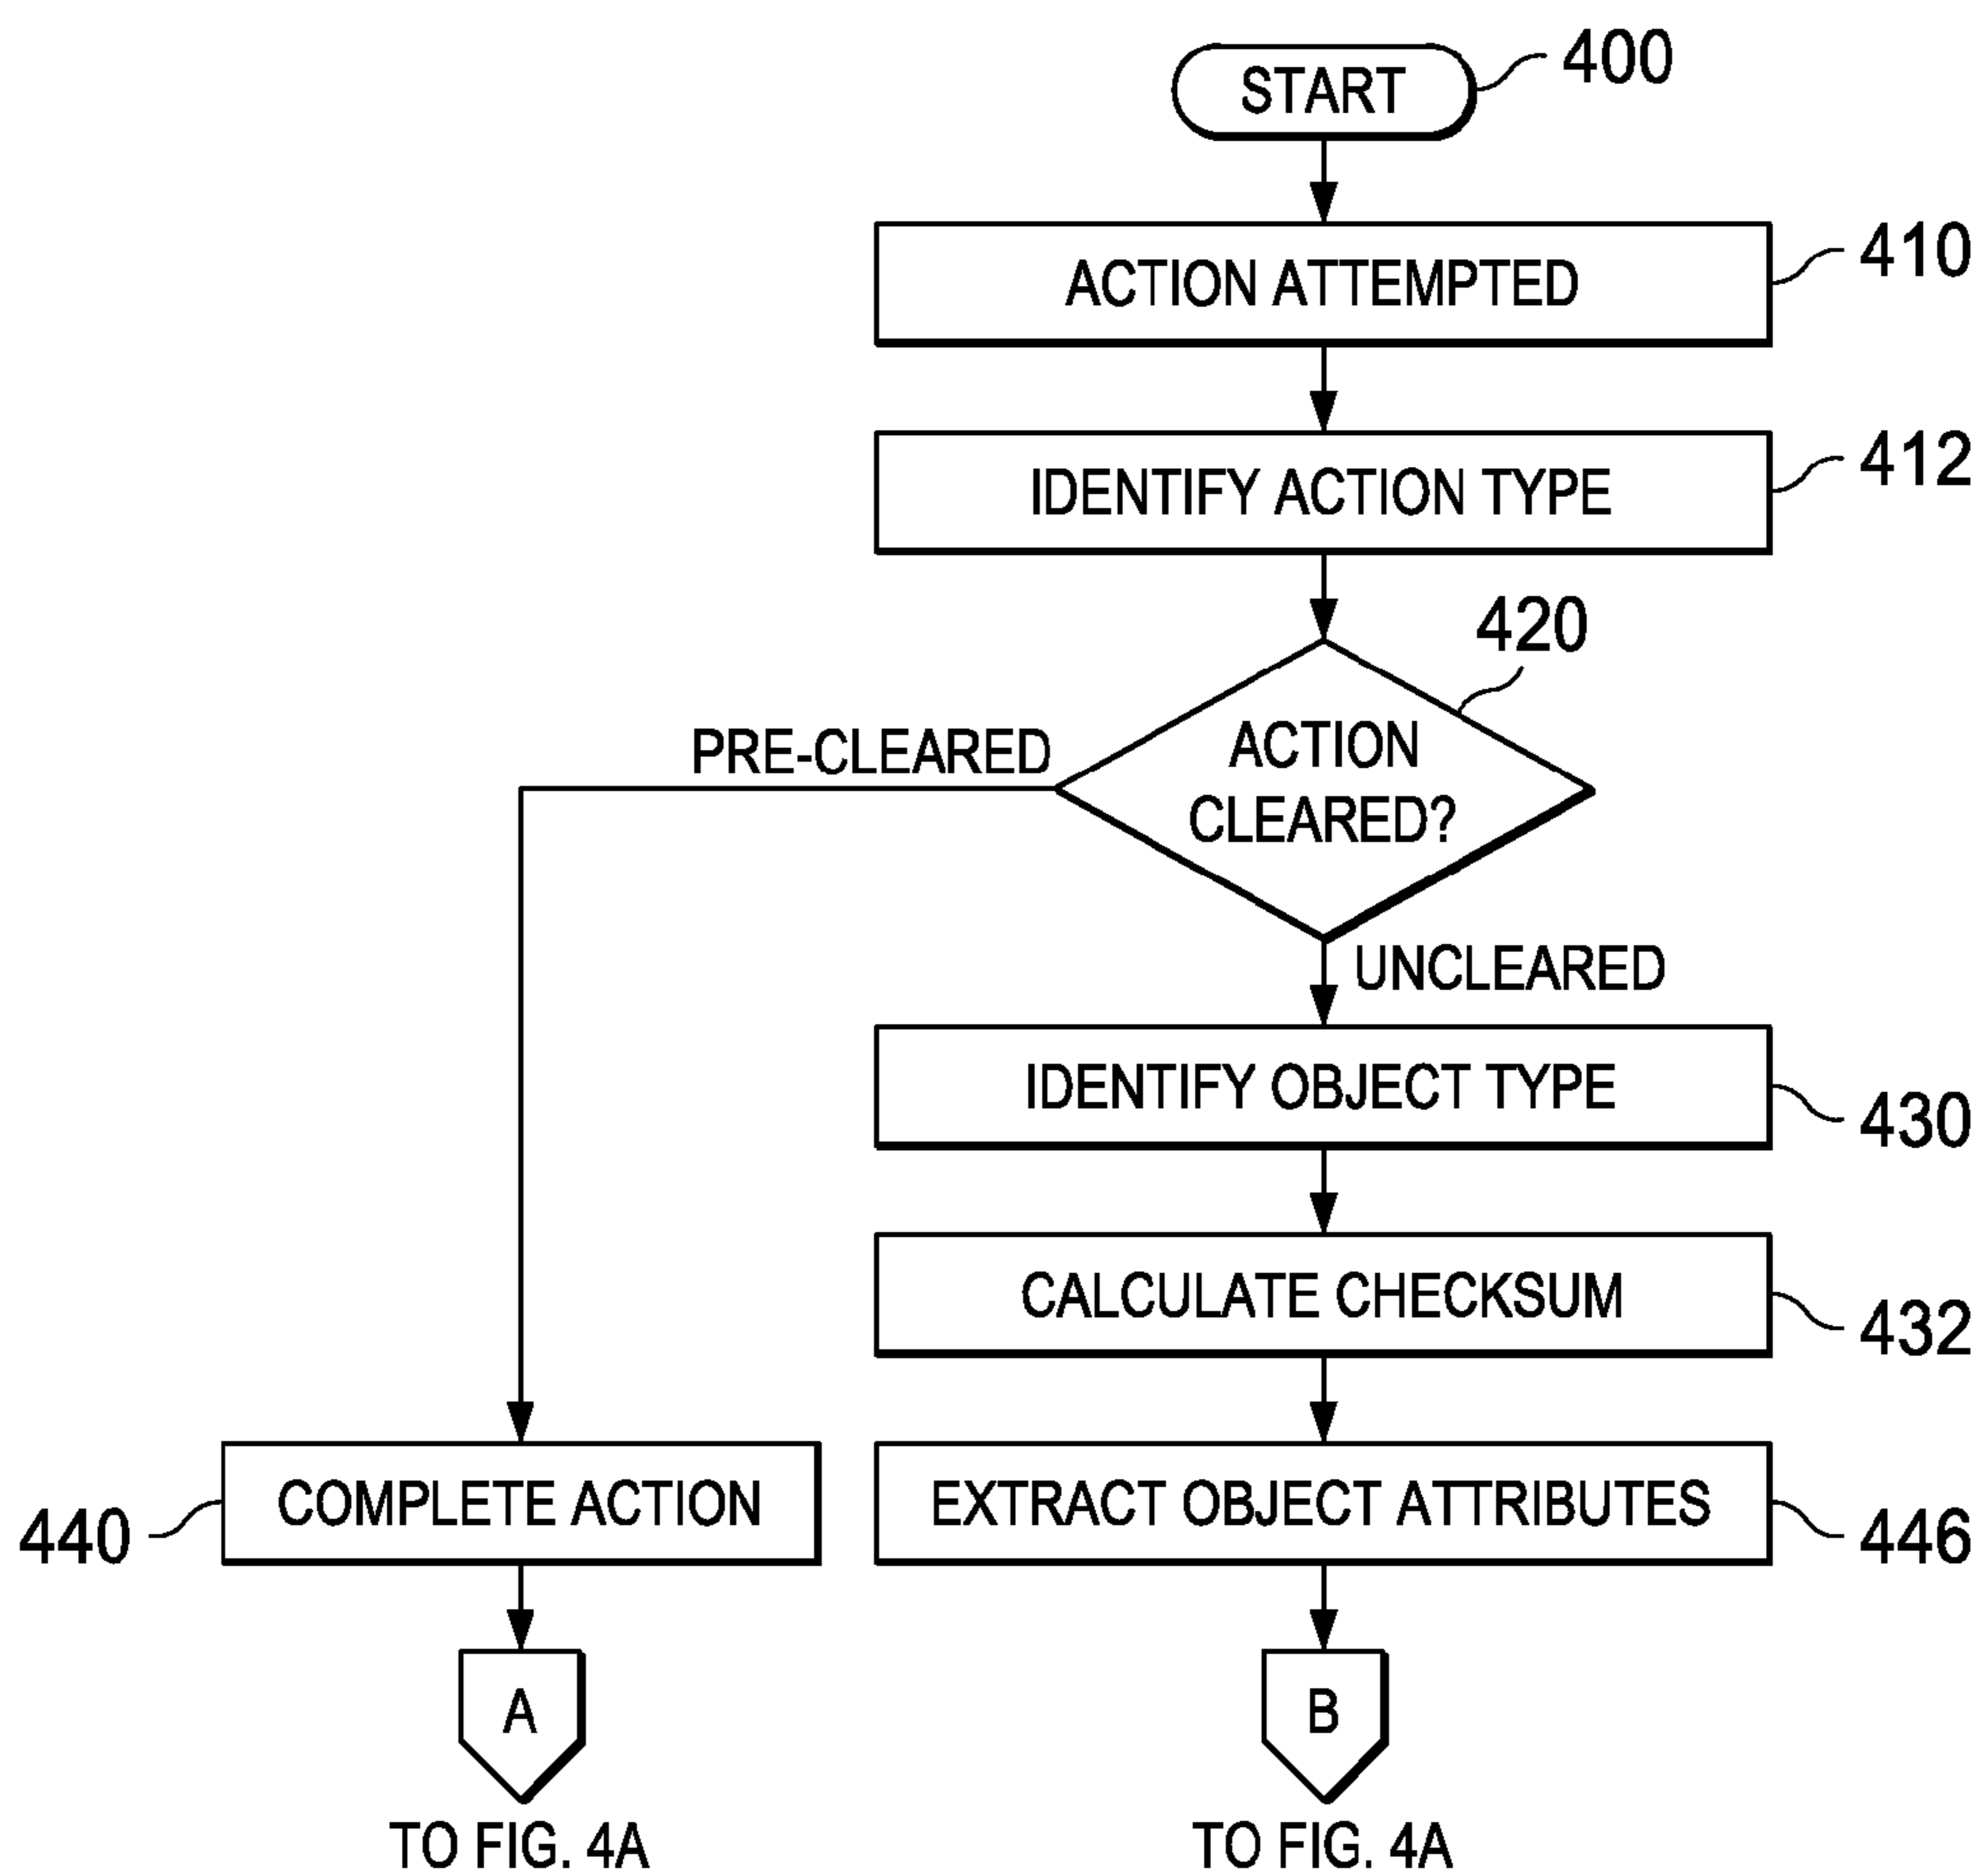 START
400
ACTION ATTEMPTED
410
IDENTIFY ACTION TYPE
412
420
ACTION
CLEARED?
PRE-CLEARED
UNCLEARED
IDENTIFY OBJECT TYPE
430
CALCULATE CHECKSUM
432
440
COMPLETE ACTION
EXTRACT OBJECT ATTRIBUTES
446
A
B
TO FIG. 4A
TO FIG. 4A